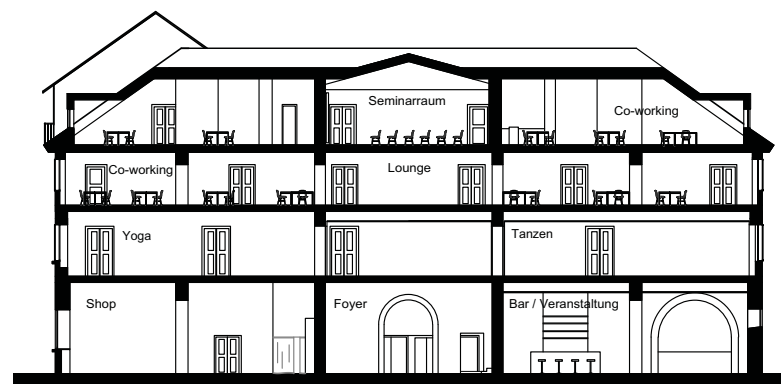 Seminarraum
Co-working
Co-working
Lounge
Yoga
Tanzen
Shop
Foyer
Bar / Veranstaltung